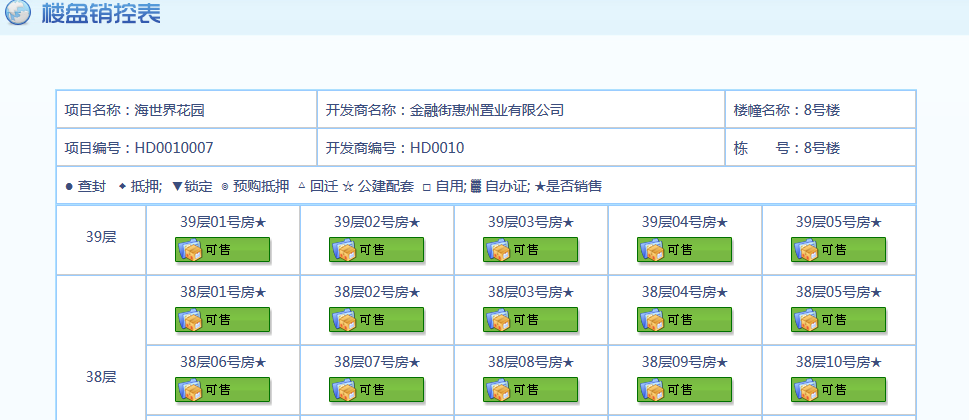 楼盘销控表
项目名称：海世界花园 开发商名称：金融街惠州置业有限公司 楼幢名称：8号楼
项目编号：HD0010007 开发商编号：HD0010 栋 号：8号楼
● 查封 ◆ 抵押; ▼锁定 ◎ 预购抵押 △ 回迁 ☆ 公建配套 □ 自用; ▓ 自办证; ★是否销售
39层 39层01号房★ 39层02号房★ 39层03号房★ 39层04号房★ 39层05号房★
可售 可售 可售 可售 可售
38层01号房★ 38层02号房★ 38层03号房★ 38层04号房★ 38层05号房★
可售 可售 可售 可售 可售
38层 38层06号房★ 38层07号房★ 38层08号房★ 38层09号房★ 38层10号房★
可售 可售 可售 可售 可售